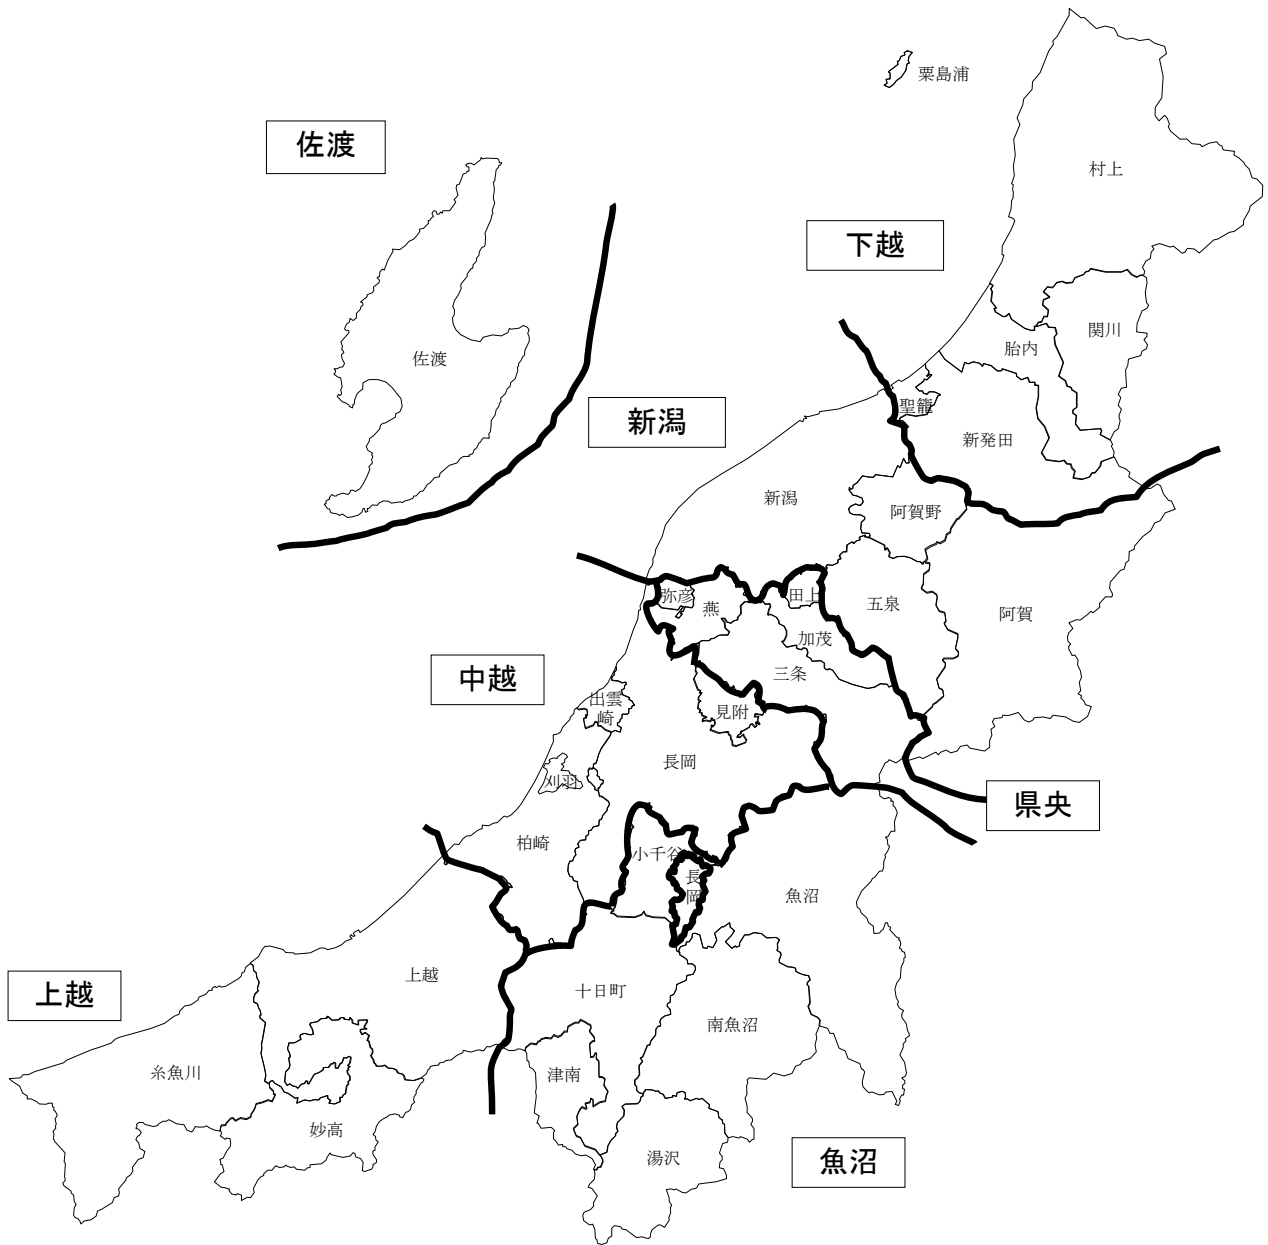 粟島浦
佐渡
村上
下越
関川
胎内
佐渡
聖籠
新潟
新発田
新潟
阿賀野
弥彦
田上
燕
五泉
阿賀
加茂
三条
中越
出雲
崎
見附
長岡
刈羽
県央
柏崎
小千谷
長
岡
魚沼
上越
上越
十日町
南魚沼
糸魚川
津南
妙高
湯沢
魚沼